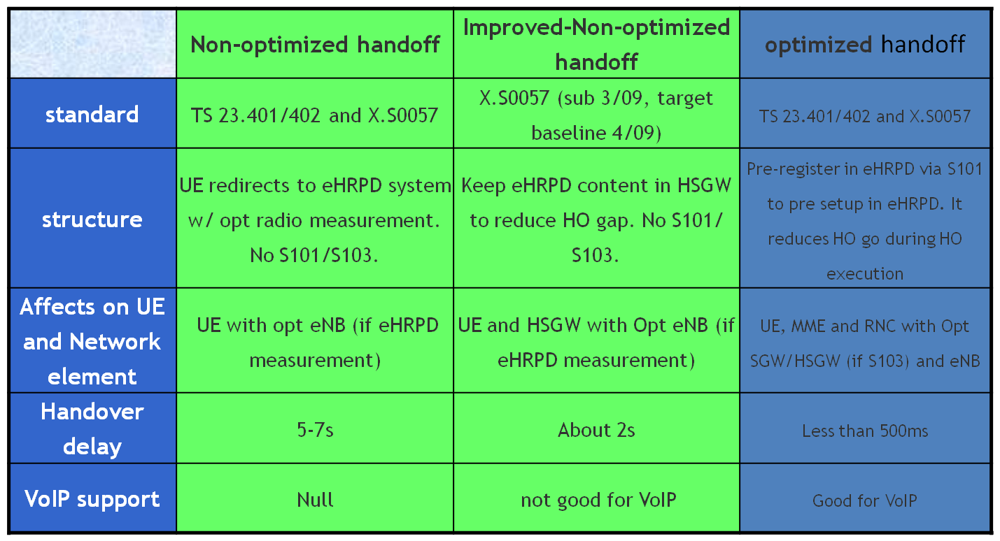 Non-optimized handoff
Improved-Non-optimized
handoff
optimized handoff
standard
TS 23.401/402 and X.S0057
X.S0057 (sub 3/09, target
baseline 4/09)
TS 23.401/402 and X.S0057
structure
UE redirects to eHRPD system
w/ opt radio measurement.
No S101/S103.
Keep eHRPD content in HSGW
to reduce HO gap. No S101/
S103.
Pre-register in eHRPD via S101
to pre setup in eHRPD. It
reduces HO go during HO
execution
Affects on UE
and Network
element
UE with opt eNB (if eHRPD
measurement)
UE and HSGW with Opt eNB (if
eHRPD measurement)
UE, MME and RNC with Opt
SGW/HSGW (if S103) and eNB
Handover
delay
5-7s
About 2s
Less than 500ms
VoIP support
Null
not good for VoIP
Good for VoIP